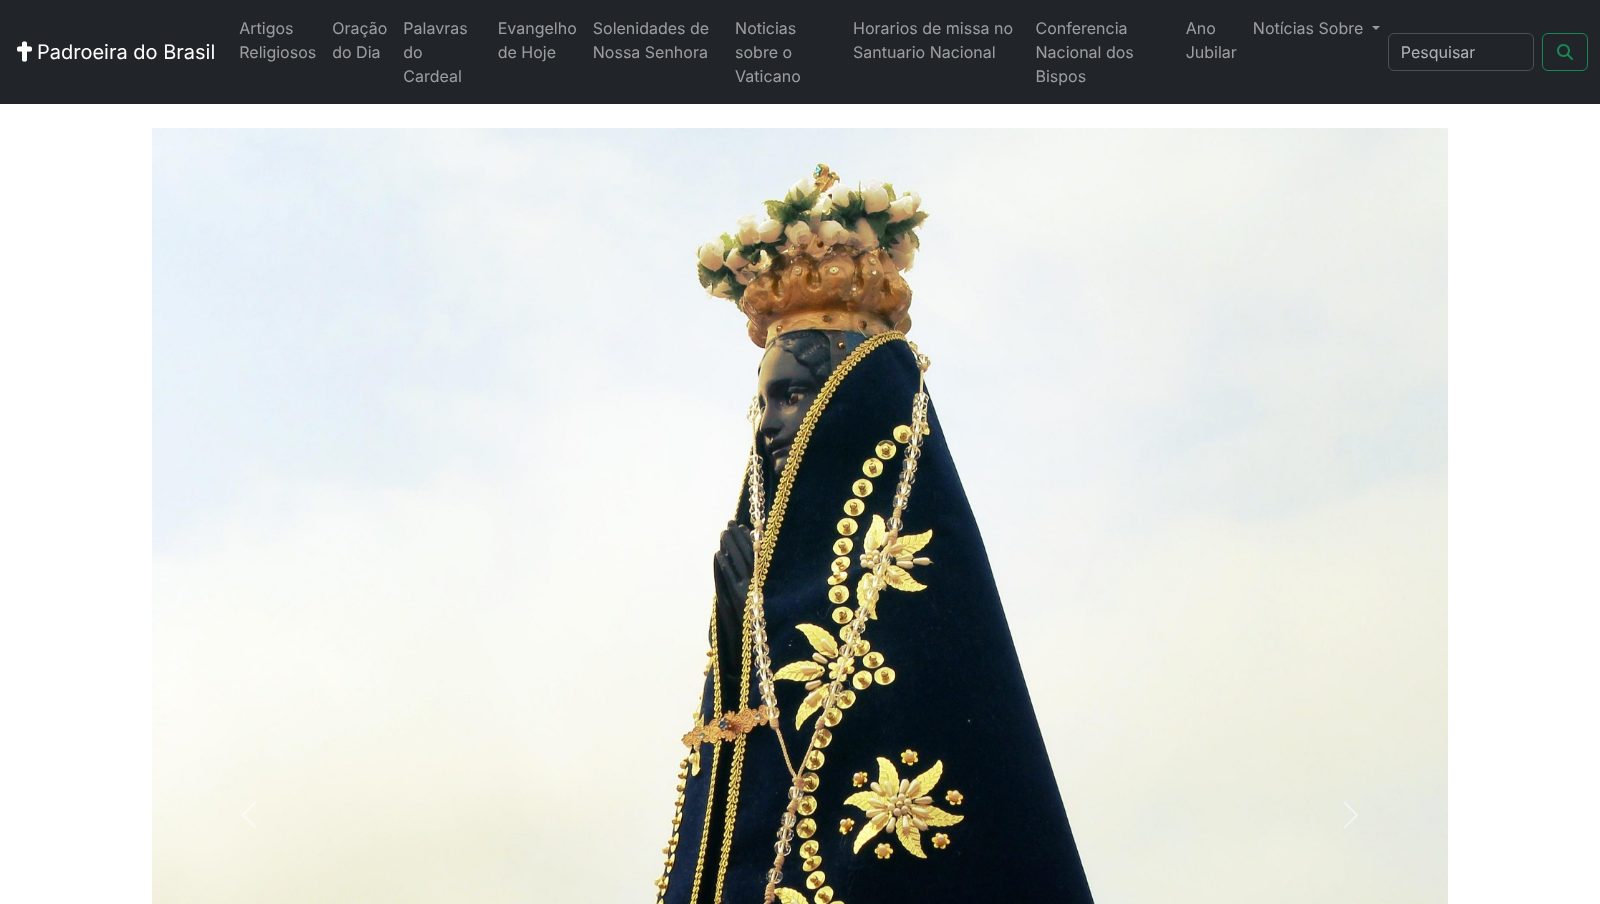 Padroeira do Brasil
Artigos
Religiosos
Oração
do Dia
Palavras
do
Cardeal
Evangelho
de Hoje
Solenidades de
Nossa Senhora
Noticias
sobre o
Vaticano
Horarios de missa no
Santuario Nacional
Conferencia
Nacional dos
Bispos
Ano
Jubilar
Notícias Sobre
Pesquisar